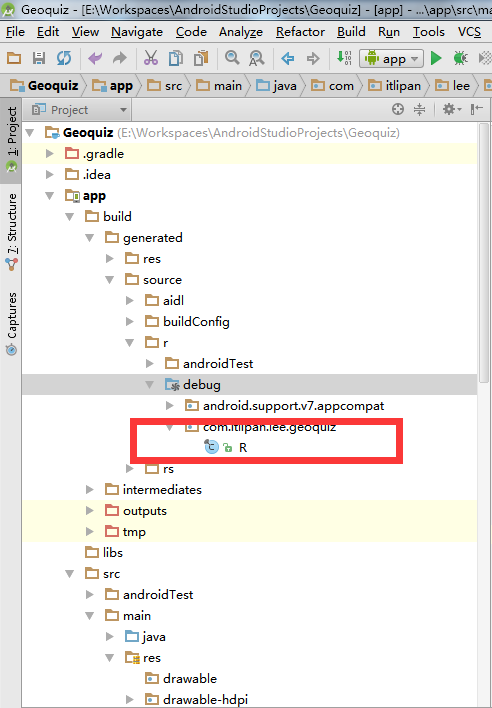 Geoquiz - [E:\Workspaces\AndroidStudioProjects\Geoquiz] - [app] - ...\app\src\ma
File Edit View Navigate Code Analyze Refactor Build Run Tools VCS
app
Geoquiz app src main java com itlipan lee
Project
1: Project
7: Structure
Captures
Geoquiz (E:\Workspaces\AndroidStudioProjects\Geoquiz)
.gradle
.idea
app
build
generated
res
source
aidl
buildConfig
r
androidTest
debug
android.support.v7.appcompat
com.itlipan.lee.geoquiz
R
rs
intermediates
outputs
tmp
libs
src
androidTest
main
java
res
drawable
drawable-hdpi